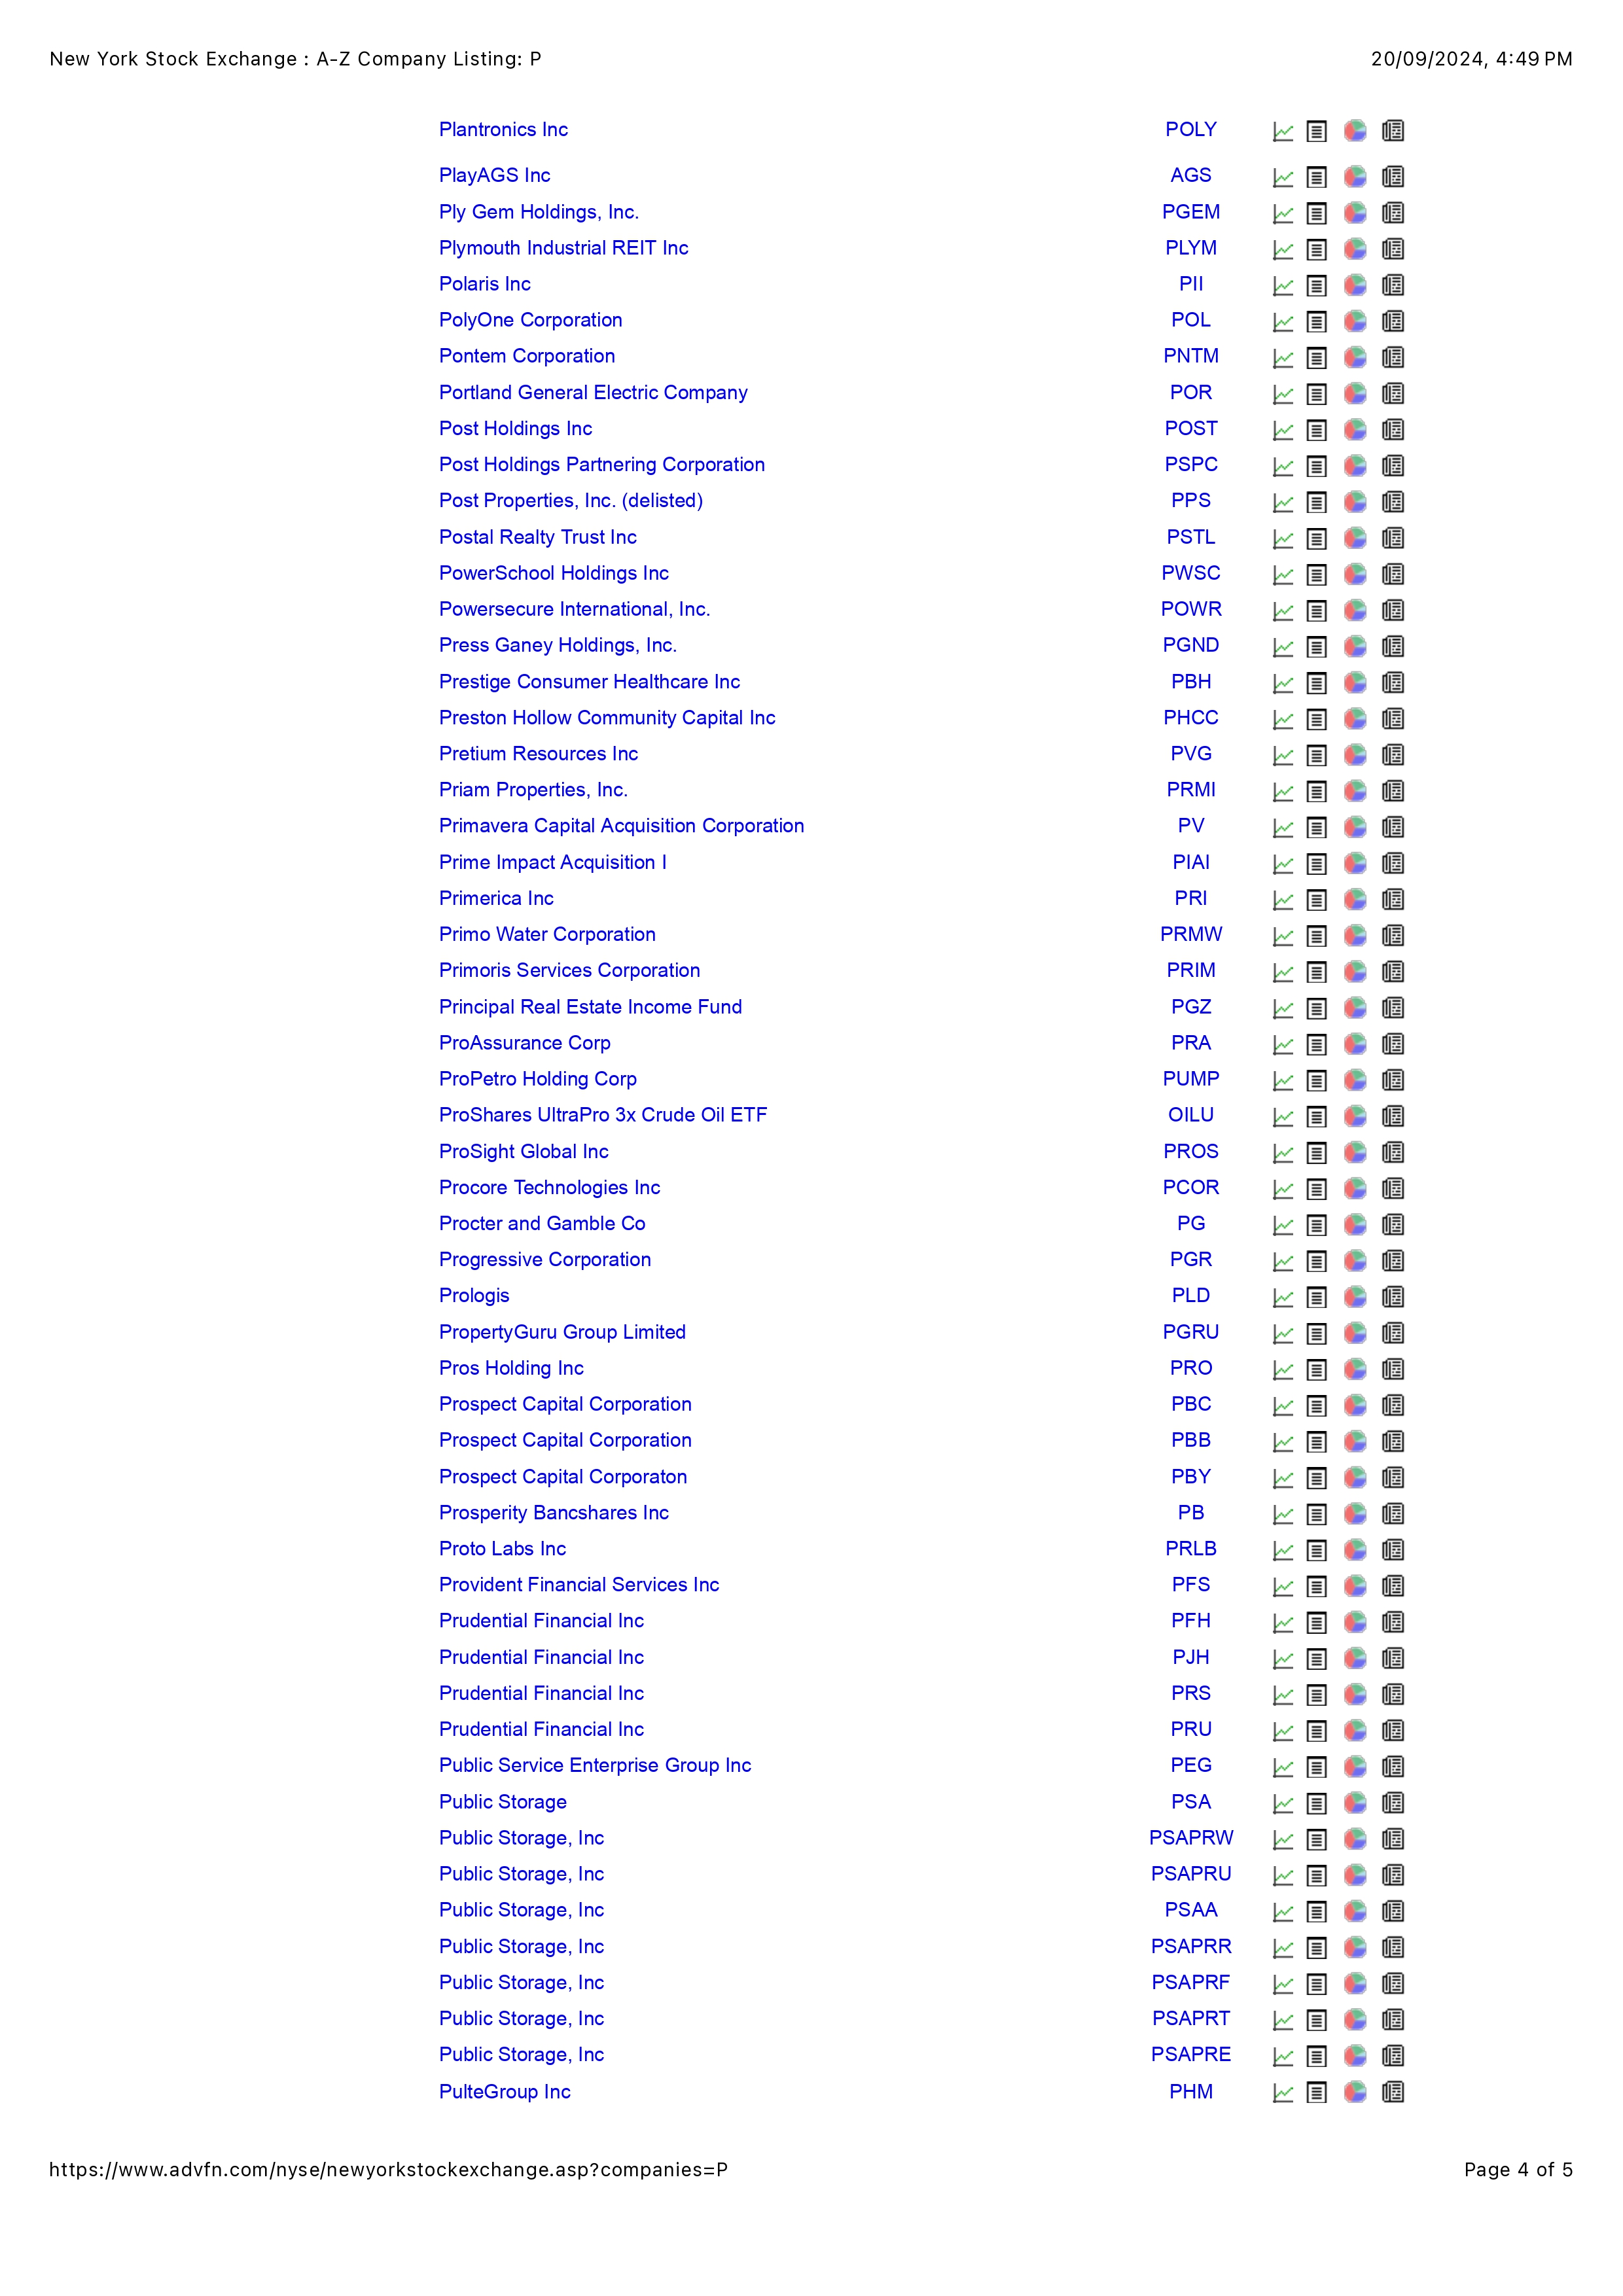 New York Stock Exchange : A-Z Company Listing: P 20/09/2024, 4:49 PM
Plantronics Inc POLY
PlayAGS Inc AGS
Ply Gem Holdings, Inc. PGEM
Plymouth Industrial REIT Inc PLYM
Polaris Inc PII
PolyOne Corporation POL
Pontem Corporation PNTM
Portland General Electric Company POR
Post Holdings Inc POST
Post Holdings Partnering Corporation PSPC
Post Properties, Inc. (delisted) PPS
Postal Realty Trust Inc PSTL
PowerSchool Holdings Inc PWSC
Powersecure International, Inc. POWR
Press Ganey Holdings, Inc. PGND
Prestige Consumer Healthcare Inc PBH
Preston Hollow Community Capital Inc PHCC
Pretium Resources Inc PVG
Priam Properties, Inc. PRMI
Primavera Capital Acquisition Corporation PV
Prime Impact Acquisition I PIAI
Primerica Inc PRI
Primo Water Corporation PRMW
Primoris Services Corporation PRIM
Principal Real Estate Income Fund PGZ
ProAssurance Corp PRA
ProPetro Holding Corp PUMP
ProShares UltraPro 3x Crude Oil ETF OILU
ProSight Global Inc PROS
Procore Technologies Inc PCOR
Procter and Gamble Co PG
Progressive Corporation PGR
Prologis PLD
PropertyGuru Group Limited PGRU
Pros Holding Inc PRO
Prospect Capital Corporation PBC
Prospect Capital Corporation PBB
Prospect Capital Corporaton PBY
Prosperity Bancshares Inc PB
Proto Labs Inc PRLB
Provident Financial Services Inc PFS
Prudential Financial Inc PFH
Prudential Financial Inc PJH
Prudential Financial Inc PRS
Prudential Financial Inc PRU
Public Service Enterprise Group Inc PEG
Public Storage PSA
Public Storage, Inc PSAPRW
Public Storage, Inc PSAPRU
Public Storage, Inc PSAA
Public Storage, Inc PSAPRR
Public Storage, Inc PSAPRF
Public Storage, Inc PSAPRT
Public Storage, Inc PSAPRE
PulteGroup Inc PHM
https://www.advfn.com/nyse/newyorkstockexchange.asp?companies=P Page 4 of 5